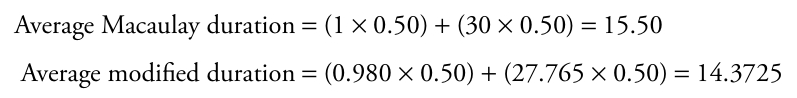 Average Macaulay duration = (1 × 0.50) + (30 × 0.50) = 15.50
Average modified duration = (0.980 × 0.50) + (27.765 × 0.50) = 14.3725